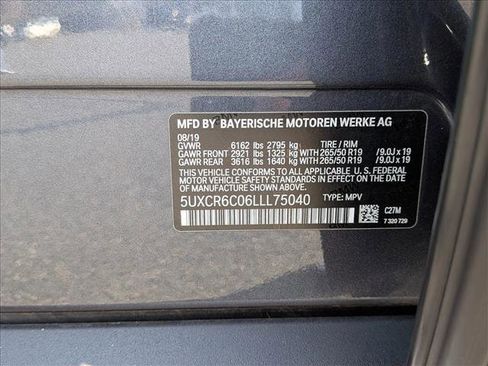 MFD BY BAYERISCHE MOTOREN WERKE AG
08/19
GVWR 6162 lbs 2795 kg TIRE / RIM
GAWR FRONT 2921 lbs 1325 kg 265/50 R19 /9.0J x 19
GAWR REAR 3616 lbs 1640 kg 265/50 R19 /9.0J x 19
THIS VEHICLE CONFORMS TO ALL APPLICABLE U.S. FEDERAL
MOTOR VEHICLE SAFETY STANDARDS IN EFFECT
ON THE DATE OF MANUFACTURE SHOWN ABOVE.
5UXCR6C06LLL75040 TYPE: MPV
C27M
7 320 729